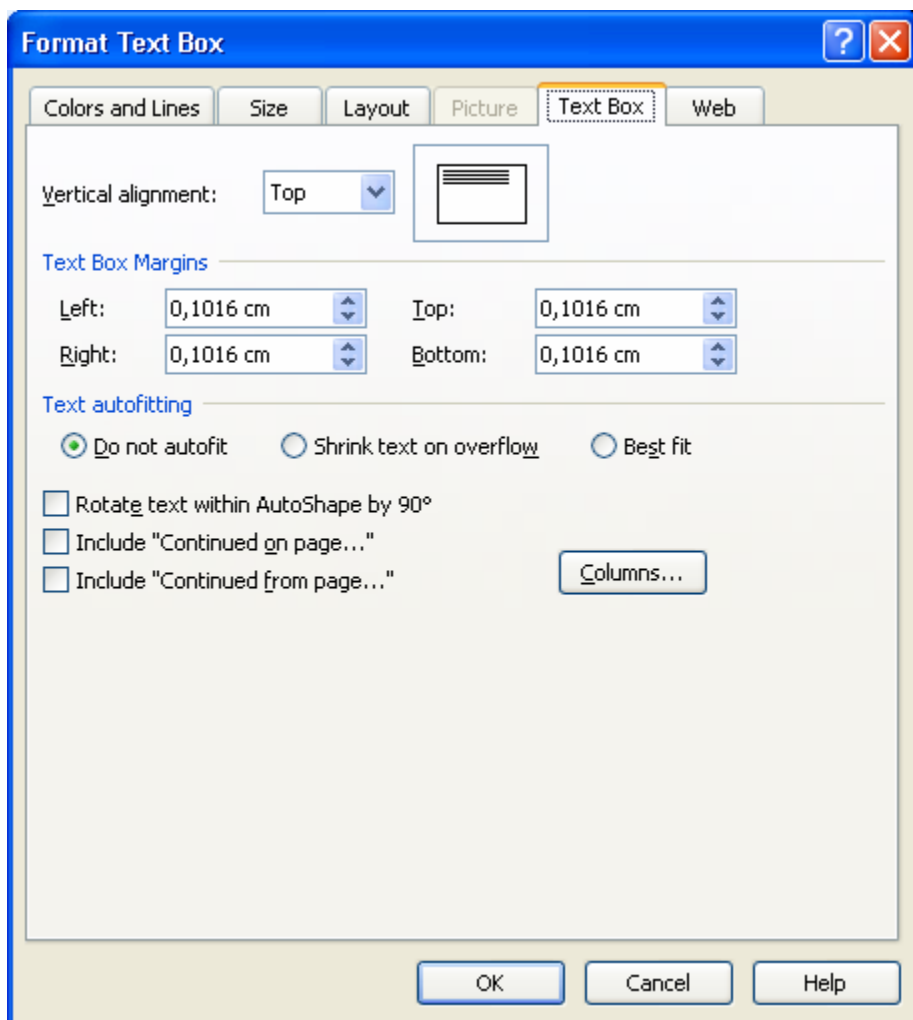 Format Text Box
Colors and Lines Size Layout Picture Text Box Web
Vertical alignment: Top
Text Box Margins
Left: 0,1016 cm Top: 0,1016 cm
Right: 0,1016 cm Bottom: 0,1016 cm
Text autofitting
Do not autofit Shrink text on overflow Best fit
Rotate text within AutoShape by 90°
Include "Continued on page..."
Include "Continued from page..." Columns...
OK Cancel Help